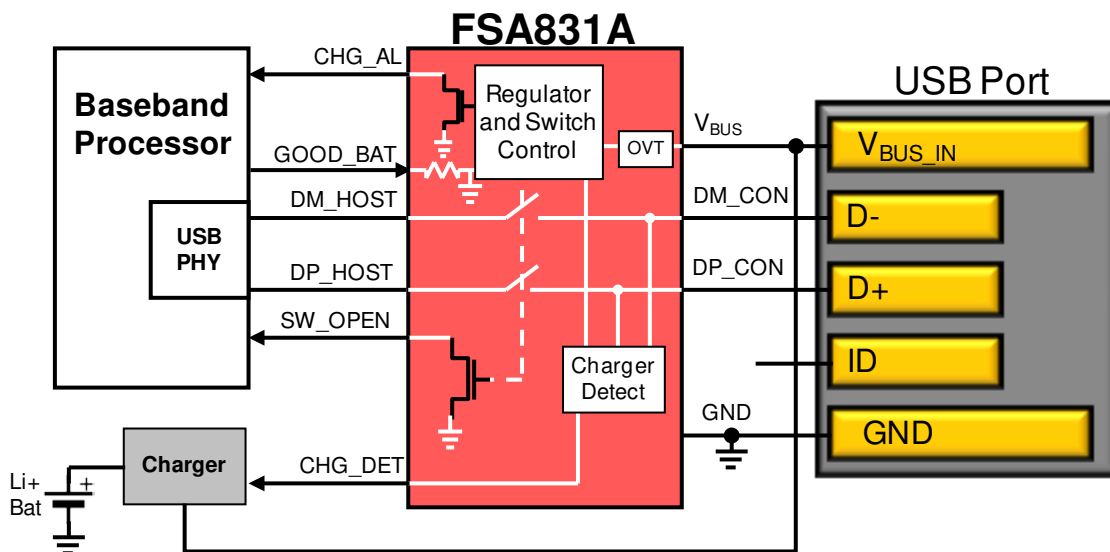 FSA831A
CHG_AL
Baseband
Processor
Regulator
and Switch
Control
OVT
VBUS
USB Port
VBUS_IN
GOOD_BAT
DM_HOST
DM_CON
D-
USB
PHY
DP_HOST
DP_CON
D+
SW_OPEN
Charger
Detect
ID
GND
GND
Charger
CHG_DET
Li+
Bat
+